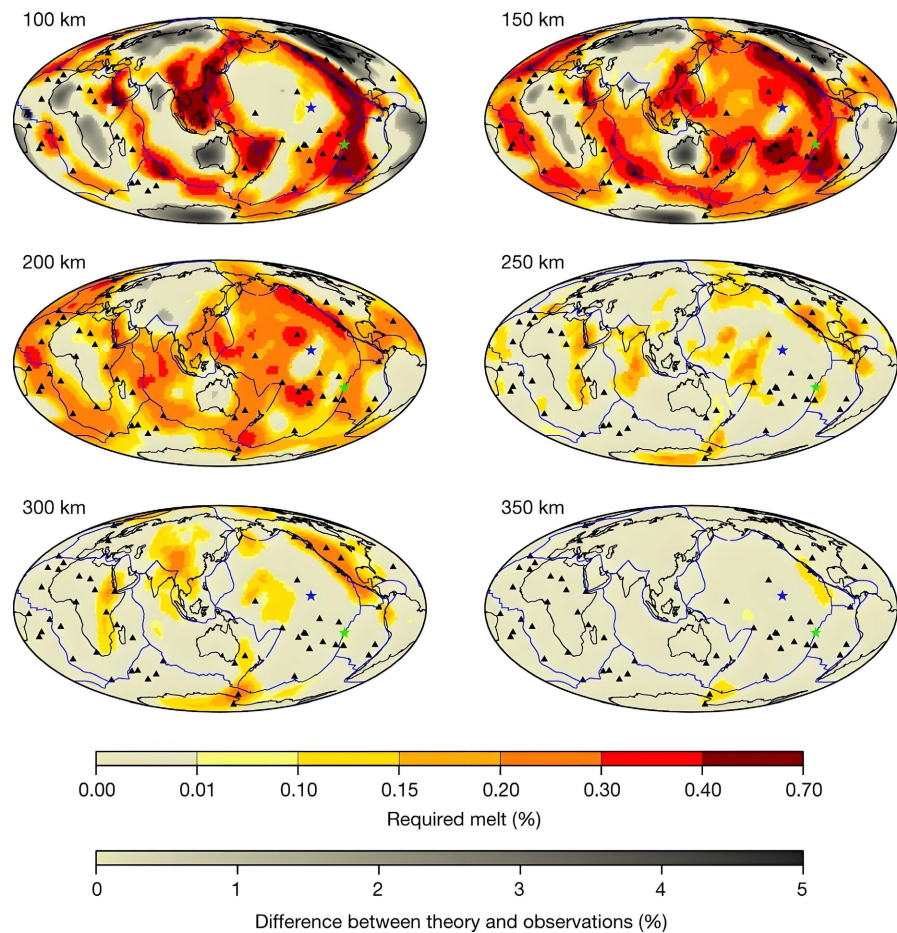 100 km
150 km
200 km
250 km
300 km
350 km
0.00 0.01 0.10 0.15 0.20 0.30 0.40 0.70
Required melt (%)
0 1 2 3 4 5
Difference between theory and observations (%)